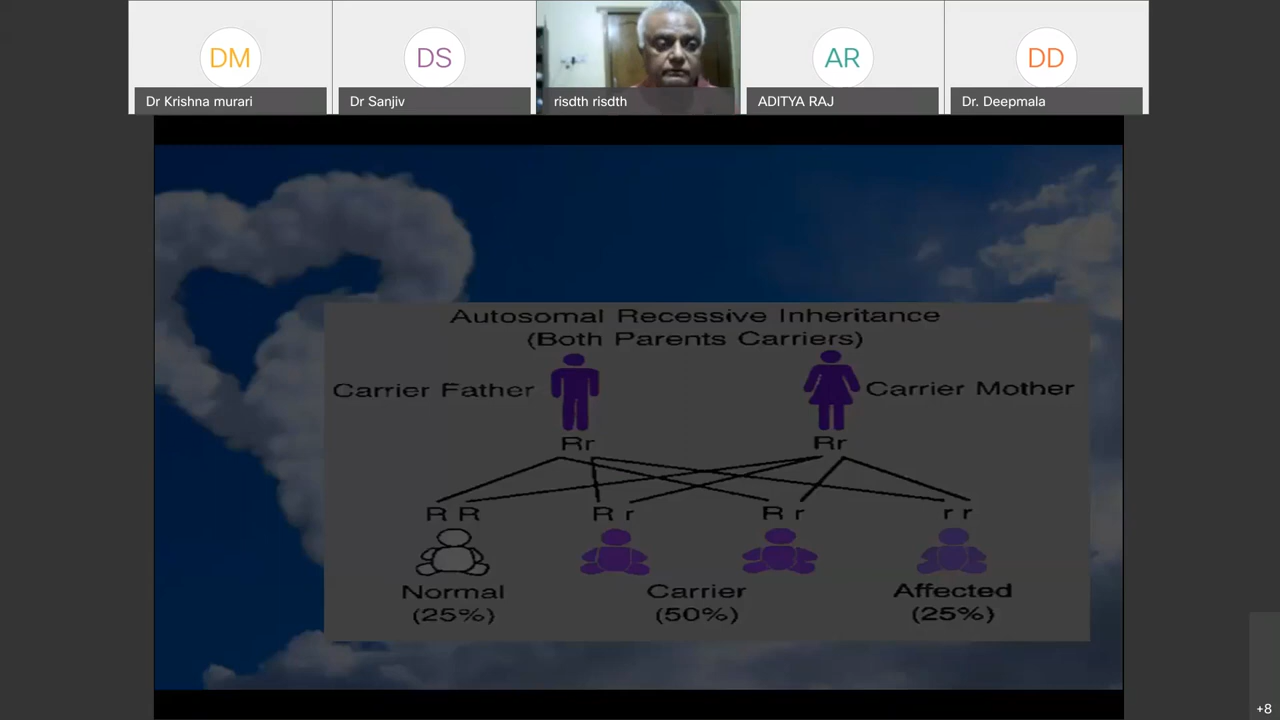 DM
DS
AR
DD
Dr Krishna murari
Dr Sanjiv
risdth risdth
ADITYA RAJ
Dr. Deepmala
Autosomal Recessive Inheritance
(Both Parents Carriers)
Carrier Father
Carrier Mother
Rr
Rr
R R
R r
R r
r r
Normal
Carrier
Affected
(25%)
(50%)
(25%)
+8